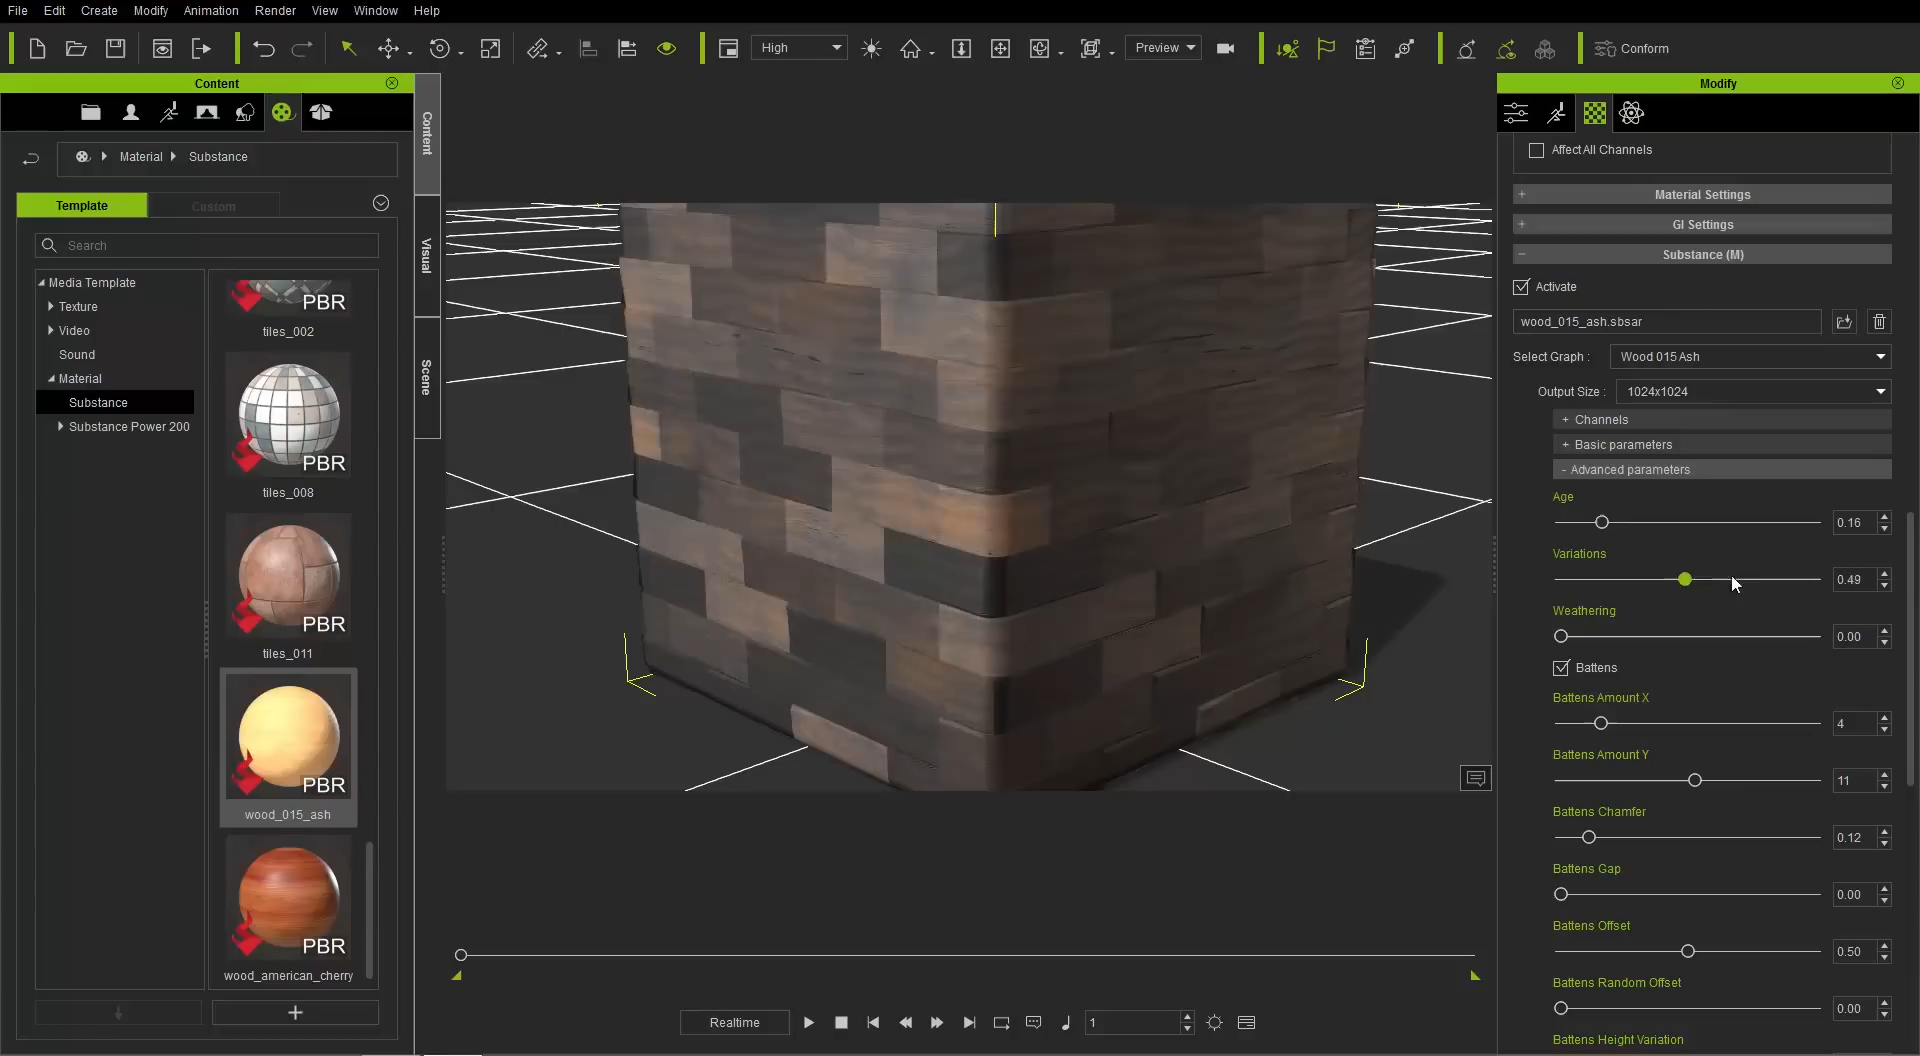 File Edit Create Modify Animation Render View Window Help
High Preview Conform
Content
Material Substance
Template Custom
Search
Media Template
Texture
Video
Sound
Material
Substance
Substance Power 200
PBR
tiles_002
PBR
tiles_008
PBR
tiles_011
PBR
wood_015_ash
PBR
wood_american_cherry
+
Content
Visual
Scene
Realtime 1
Modify
Affect All Channels
+ Material Settings
+ GI Settings
- Substance (M)
Activate
wood_015_ash.sbsar
Select Graph : Wood 015 Ash
Output Size : 1024x1024
+ Channels
+ Basic parameters
- Advanced parameters
Age
0.16
Variations
0.49
Weathering
0.00
Battens
Battens Amount X
4
Battens Amount Y
11
Battens Chamfer
0.12
Battens Gap
0.00
Battens Offset
0.50
Battens Random Offset
0.00
Battens Height Variation